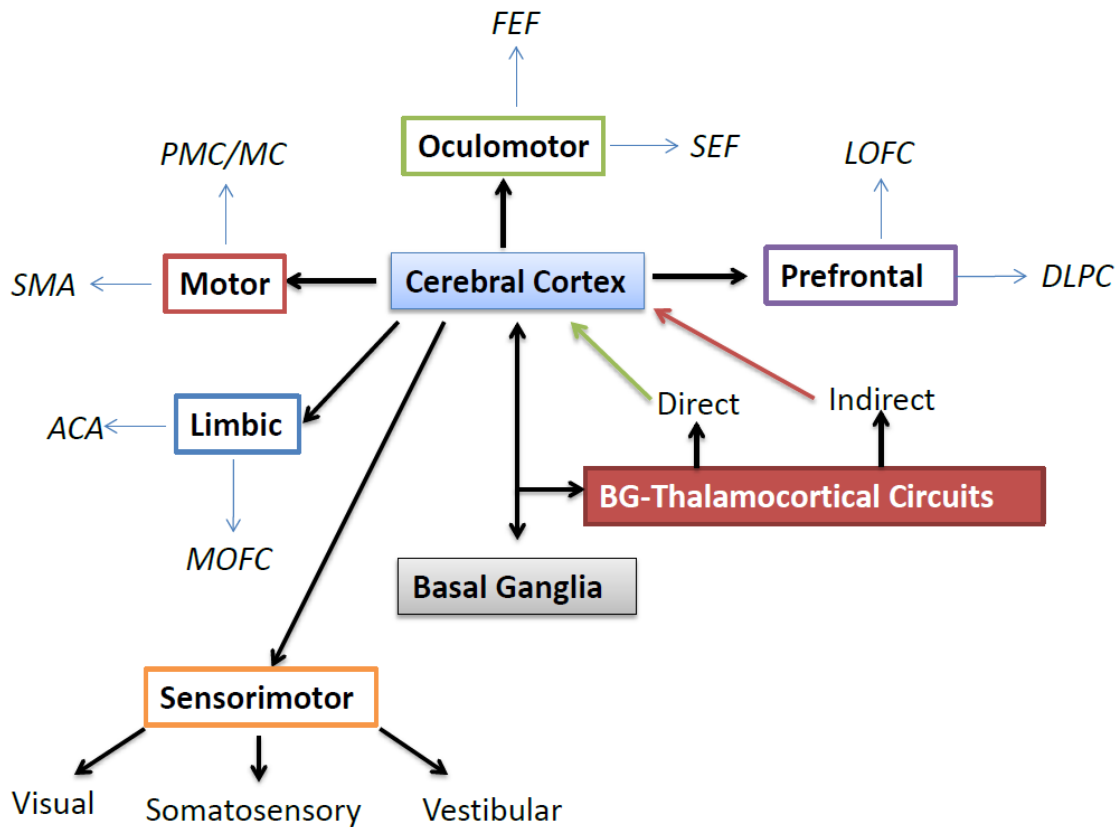 FEF
Oculomotor
SEF
PMC/MC
LOFC
SMA
Motor
Cerebral Cortex
Prefrontal
DLPC
Direct
Indirect
ACA
Limbic
BG-Thalamocortical Circuits
MOFC
Basal Ganglia
Sensorimotor
Visual
Somatosensory
Vestibular